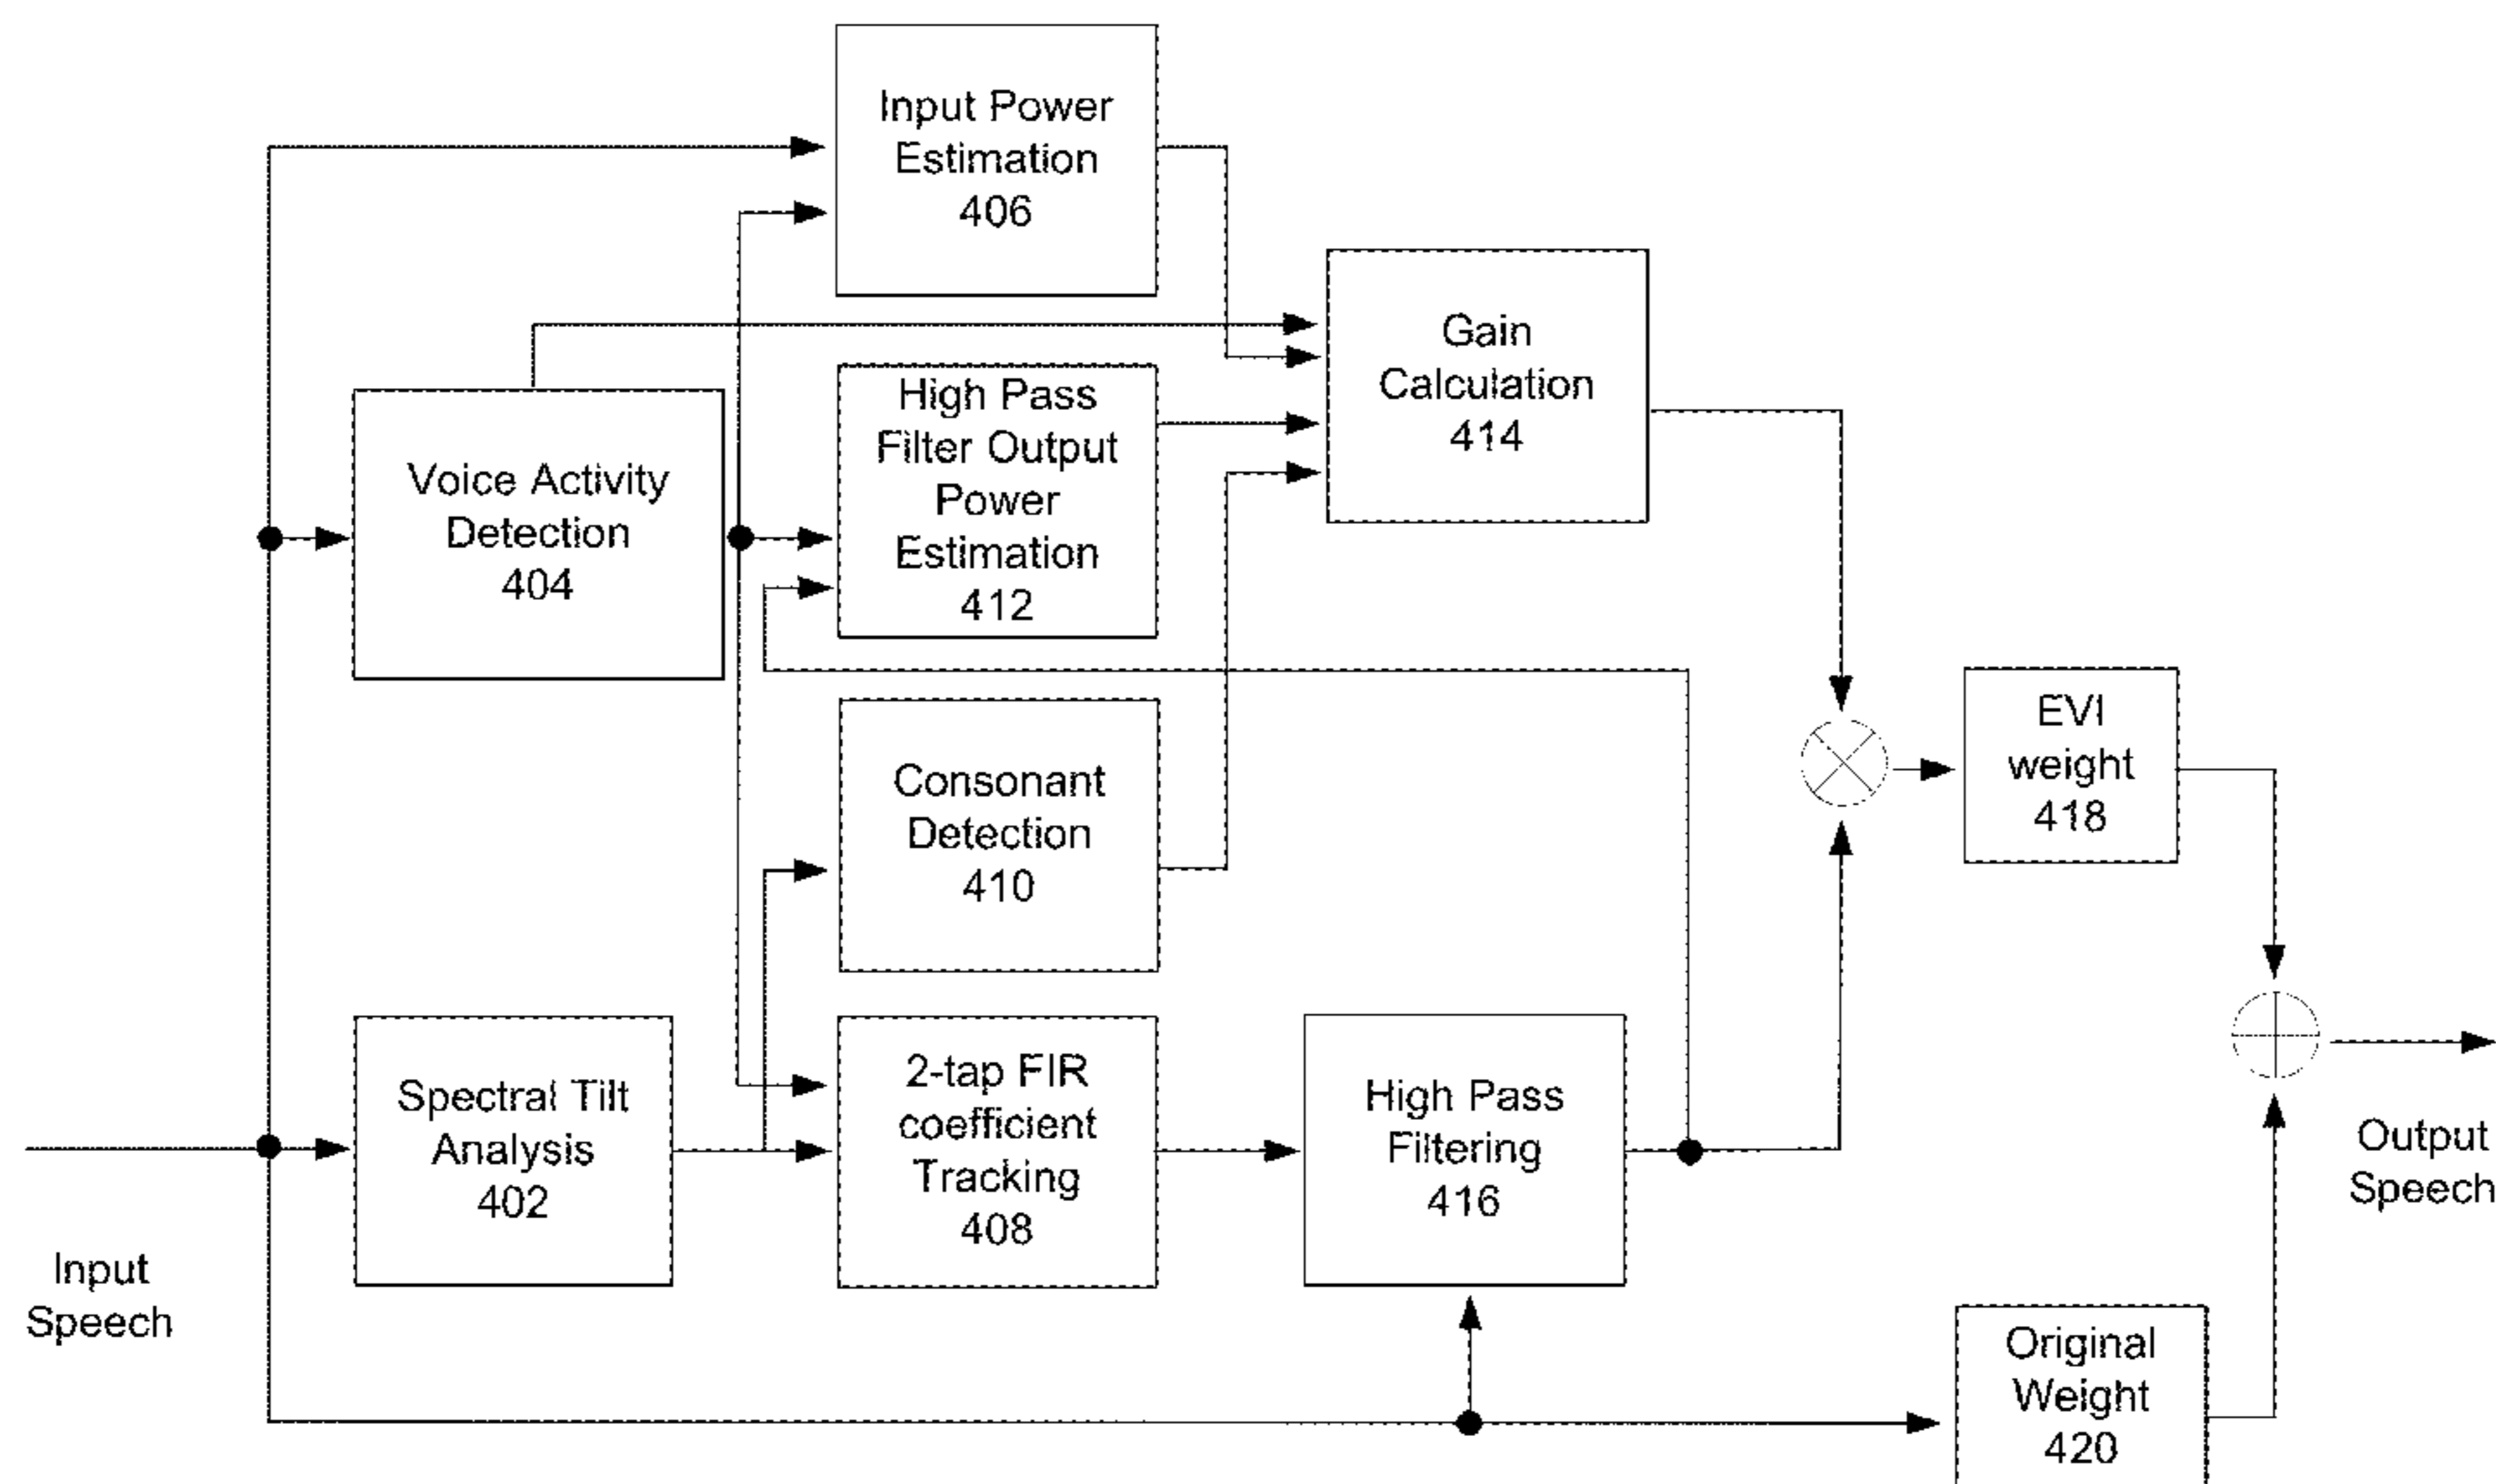 Input Power
Estimation
406
Gain
Calculation
414
High Pass
Filter Output
Power
Estimation
412
Voice Activity
Detection
404
EVI
weight
418
Consonant
Detection
410
Spectral Tilt
Analysis
402
2-tap FIR
coefficient
Tracking
408
High Pass
Filtering
416
Output
Speech
Input
Speech
Original
Weight
420